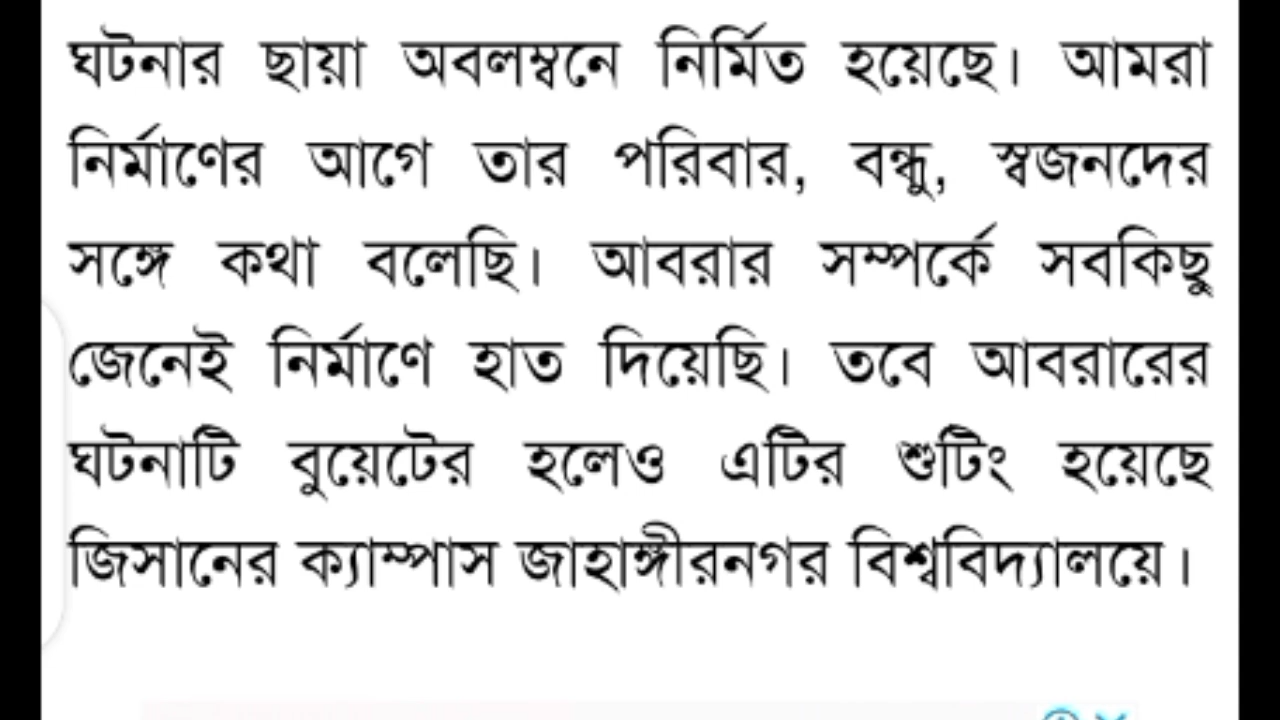 ঘটনার ছায়া অবলম্বনে নির্মিত হয়েছে। আমরা
নির্মাণের আগে তার পরিবার, বন্ধু, স্বজনদের
সঙ্গে কথা বলেছি। আবরার সম্পর্কে সবকিছু
জেনেই নির্মাণে হাত দিয়েছি। তবে আবরারের
ঘটনাটি বুয়েটের হলেও এটির শুটিং হয়েছে
জিসানের ক্যাম্পাস জাহাঙ্গীরনগর বিশ্ববিদ্যালয়ে।